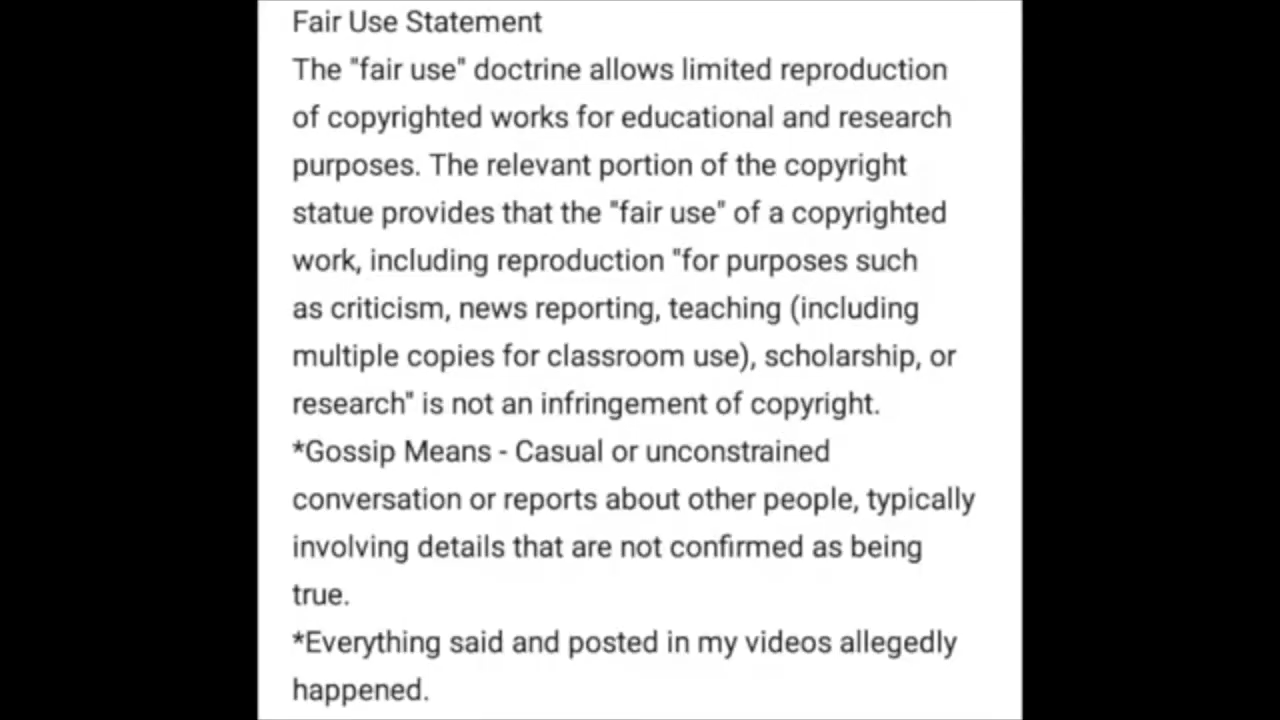 Fair Use Statement
The "fair use" doctrine allows limited reproduction
of copyrighted works for educational and research
purposes. The relevant portion of the copyright
statue provides that the "fair use" of a copyrighted
work, including reproduction "for purposes such
as criticism, news reporting, teaching (including
multiple copies for classroom use), scholarship, or
research" is not an infringement of copyright.
*Gossip Means - Casual or unconstrained
conversation or reports about other people, typically
involving details that are not confirmed as being
true.
*Everything said and posted in my videos allegedly
happened.